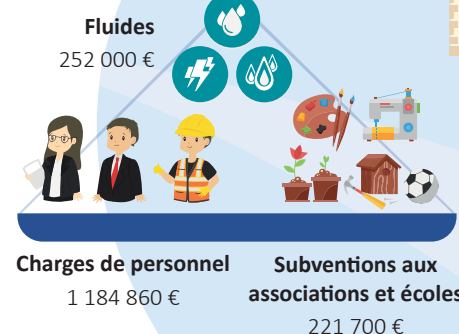 Fluides
252 000 €
Charges de personnel
1 184 860 €
Subventions aux
associations et écoles
221 700 €